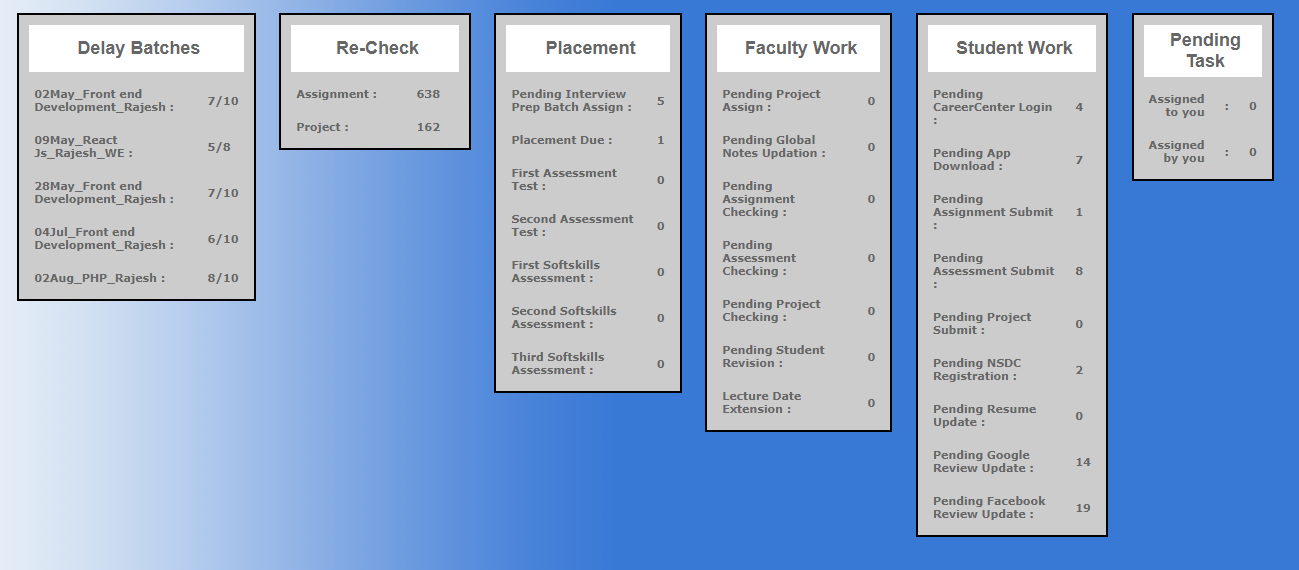 Delay Batches
02May_Front end
Development_Rajesh : 7/10
09May_React
Js_Rajesh_WE : 5/8
28May_Front end
Development_Rajesh : 7/10
04Jul_Front end
Development_Rajesh : 6/10
02Aug_PHP_Rajesh : 8/10
Re-Check
Assignment : 638
Project : 162
Placement
Pending Interview
Prep Batch Assign : 5
Placement Due : 1
First Assessment
Test : 0
Second Assessment
Test : 0
First Softskills
Assessment : 0
Second Softskills
Assessment : 0
Third Softskills
Assessment : 0
Faculty Work
Pending Project
Assign : 0
Pending Global
Notes Updation : 0
Pending
Assignment 0
Checking :
Pending
Assessment 0
Checking :
Pending Project
Checking : 0
Pending Student
Revision : 0
Lecture Date
Extension : 0
Student Work
Pending
CareerCenter Login 4
:
Pending App
Download : 7
Pending
Assignment Submit 1
:
Pending
Assessment Submit 8
:
Pending Project
Submit : 0
Pending NSDC
Registration : 2
Pending Resume
Update : 0
Pending Google
Review Update : 14
Pending Facebook
Review Update : 19
Pending
Task
Assigned
to you : 0
Assigned
by you : 0